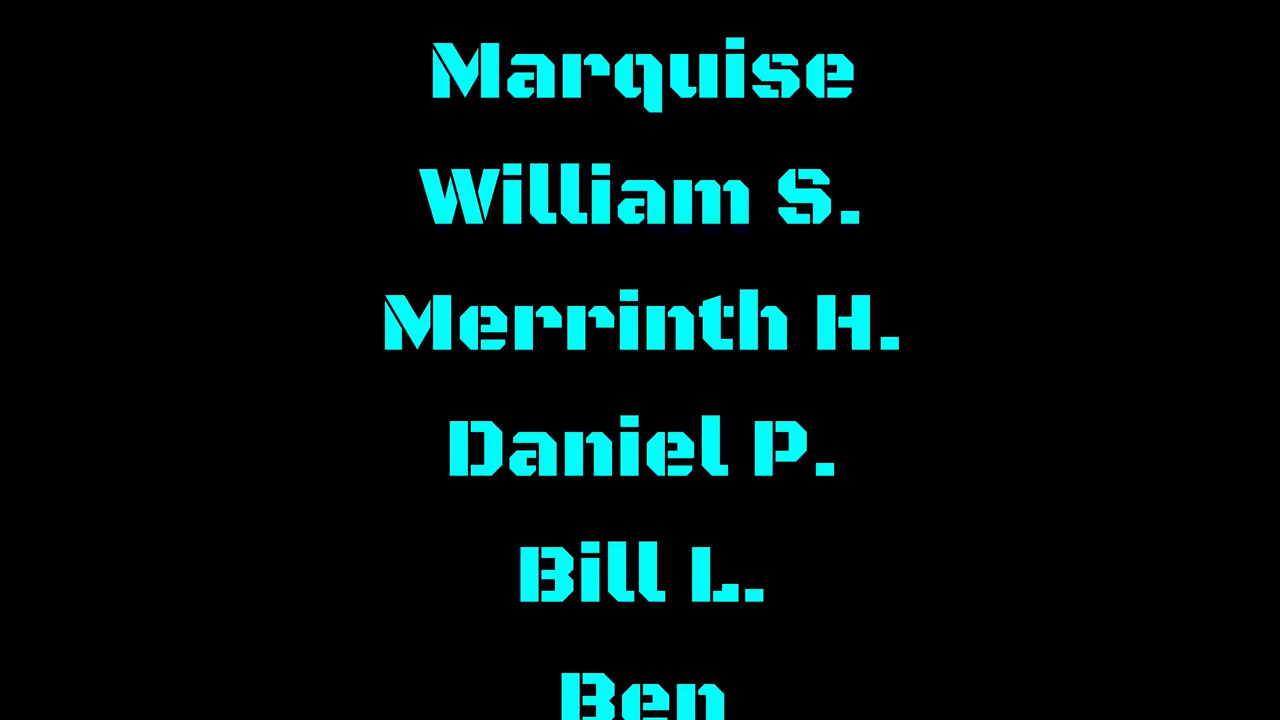 Marquise
William S.
Merrinth H.
Daniel P.
Bill L.
Ben